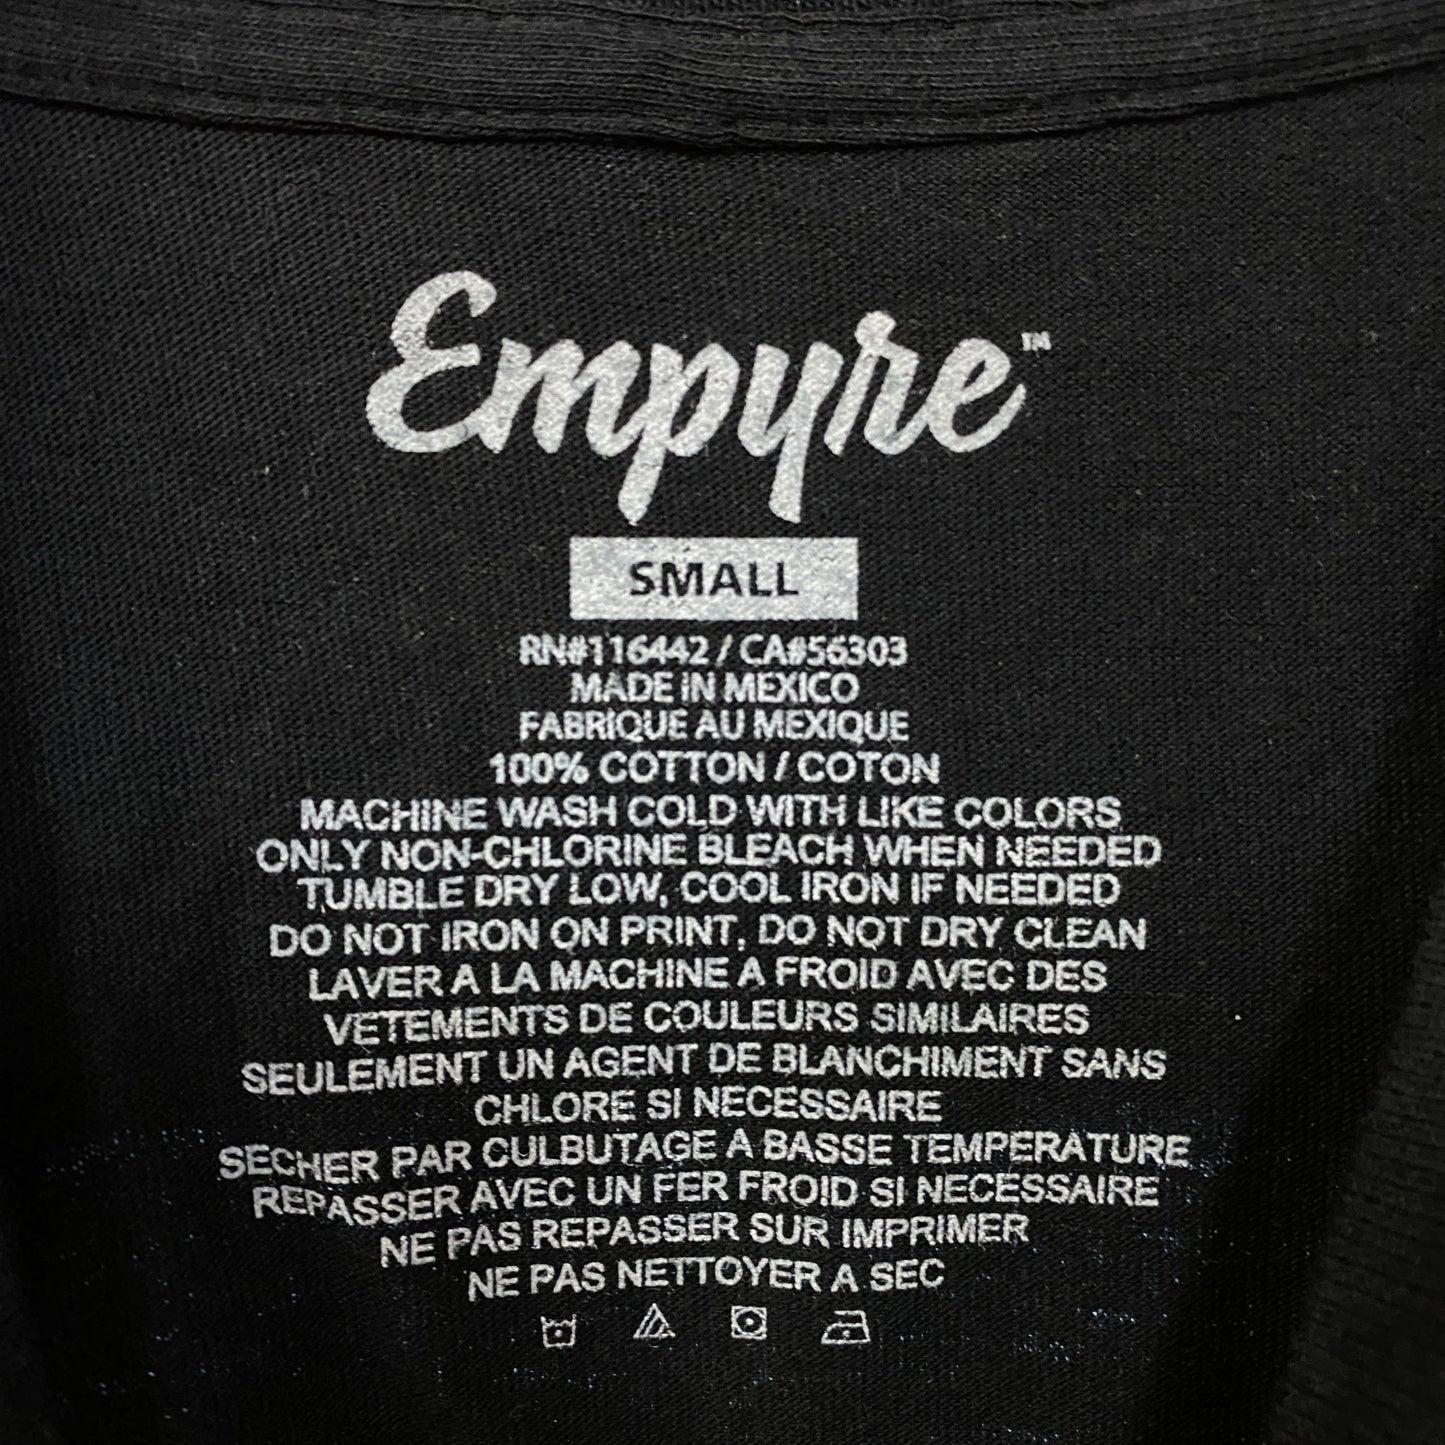 Empyre™
SMALL
RN#116442 / CA#56303
MADE IN MEXICO
FABRIQUE AU MEXIQUE
100% COTTON / COTON
MACHINE WASH COLD WITH LIKE COLORS
ONLY NON-CHLORINE BLEACH WHEN NEEDED
TUMBLE DRY LOW, COOL IRON IF NEEDED
DO NOT IRON ON PRINT, DO NOT DRY CLEAN
LAVER A LA MACHINE A FROID AVEC DES
VETEMENTS DE COULEURS SIMILAIRES
SEULEMENT UN AGENT DE BLANCHIMENT SANS
CHLORE SI NECESSAIRE
SECHER PAR CULBUTAGE A BASSE TEMPERATURE
REPASSER AVEC UN FER FROID SI NECESSAIRE
NE PAS REPASSER SUR IMPRIMER
NE PAS NETTOYER A SEC